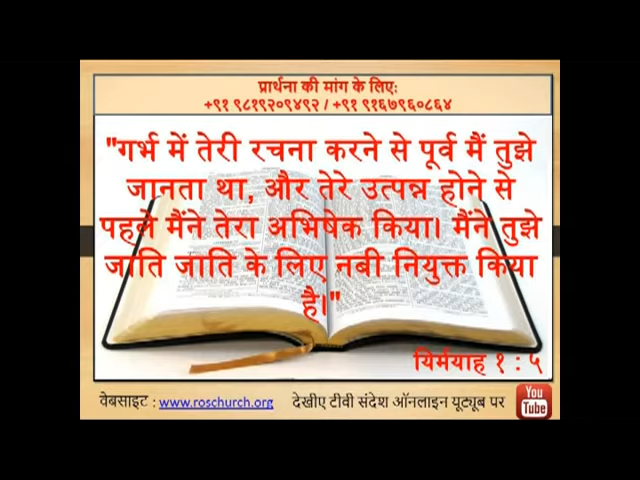 प्रार्थना की मांग के लिए:
+९१ ९८१९२०९४९२ / +९१ ९१६७९६०८६४
"गर्भ में तेरी रचना करने से पूर्व मैं तुझे
जानता था, और तेरे उत्पन्न होने से
पहले मैंने तेरा अभिषेक किया। मैंने तुझे
जाति जाति के लिए नबी नियुक्त किया
है।"
यिर्मयाह १ : ५
वेबसाइट : www.roschurch.org देखीए टीवी संदेश ऑनलाइन यूट्यूब पर
You
Tube